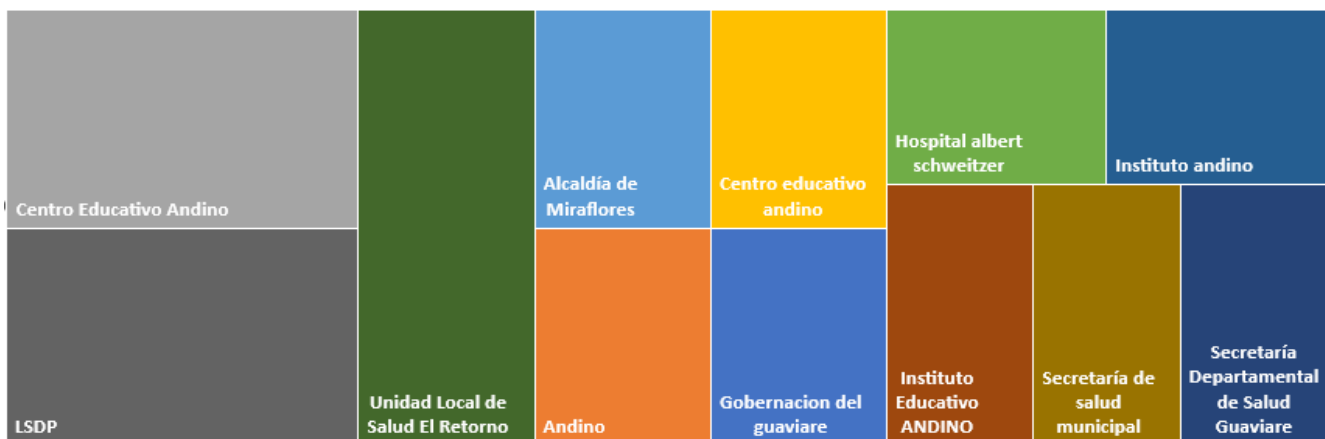 Centro Educativo Andino
LSDP
Unidad Local de
Salud El Retorno
Alcaldía de
Miraflores
Andino
Centro educativo
andino
Gobernacion del
guaviare
Hospital albert
schweitzer
Instituto andino
Instituto
Educativo
ANDINO
Secretaría de
salud
municipal
Secretaría
Departamental
de Salud
Guaviare